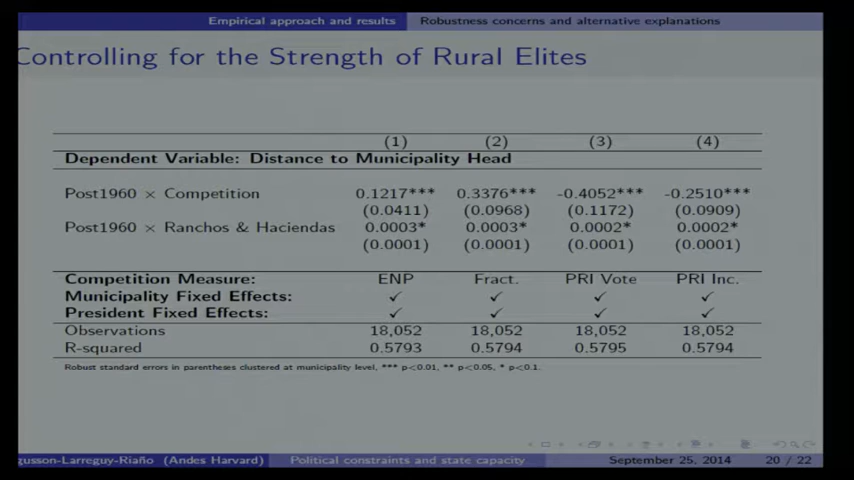 Empirical approach and results Robustness concerns and alternative explanations
Controlling for the Strength of Rural Elites
(1) (2) (3) (4)
Dependent Variable: Distance to Municipality Head
Post1960 × Competition 0.1217*** 0.3376*** -0.4052*** -0.2510***
(0.0411) (0.0968) (0.1172) (0.0909)
Post1960 × Ranchos & Haciendas 0.0003* 0.0003* 0.0002* 0.0002*
(0.0001) (0.0001) (0.0001) (0.0001)
Competition Measure: ENP Fract. PRI Vote PRI Inc.
Municipality Fixed Effects: ✓ ✓ ✓ ✓
President Fixed Effects: ✓ ✓ ✓ ✓
Observations 18,052 18,052 18,052 18,052
R-squared 0.5793 0.5794 0.5795 0.5794
Robust standard errors in parentheses clustered at municipality level, *** p<0.01, ** p<0.05, * p<0.1.
gusson-Larreguy-Riaño (Andes Harvard) Political constraints and state capacity September 25, 2014 20 / 22